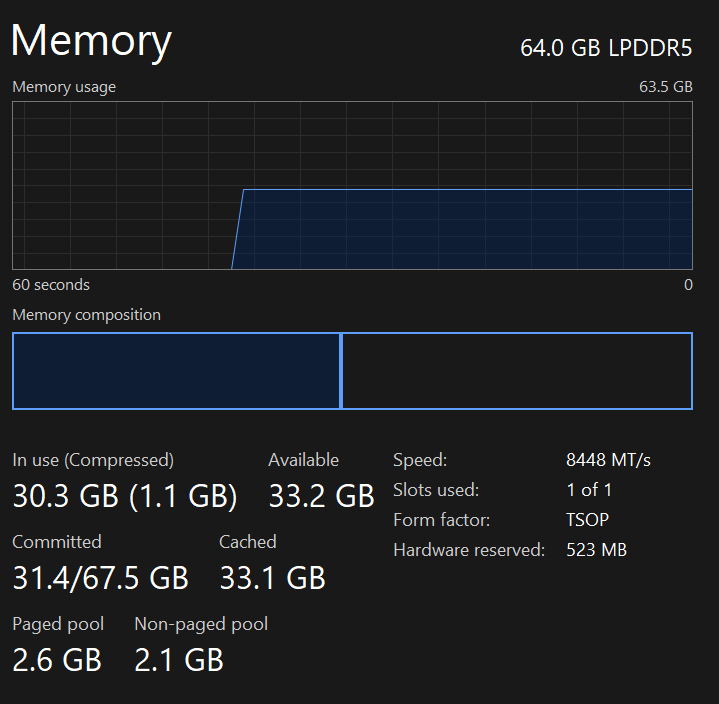 Memory
64.0 GB LPDDR5
Memory usage
63.5 GB
60 seconds
0
Memory composition
In use (Compressed)
30.3 GB (1.1 GB)
Available
33.2 GB
Committed
31.4/67.5 GB
Cached
33.1 GB
Paged pool
2.6 GB
Non-paged pool
2.1 GB
Speed: 8448 MT/s
Slots used: 1 of 1
Form factor: TSOP
Hardware reserved: 523 MB